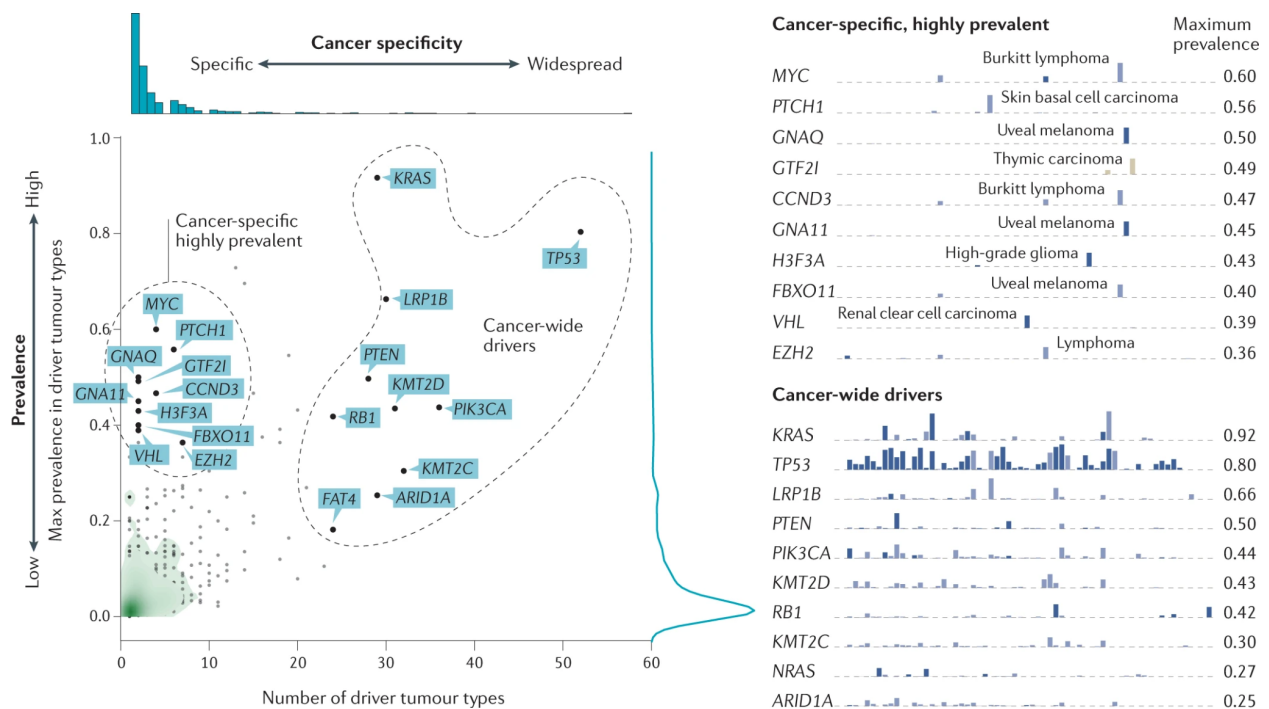 Cancer specificity
Specific
Widespread
High
Low
Prevalence
Max prevalence in driver tumour types
1.0
0.8
0.6
0.4
0.2
0.0
0
10
20
30
40
50
60
Number of driver tumour types
Cancer-specific
highly prevalent
MYC
PTCH1
GNAQ
GTF2I
GNA11
CCND3
H3F3A
FBXO11
VHL
EZH2
KRAS
TP53
LRP1B
Cancer-wide
drivers
PTEN
KMT2D
RB1
PIK3CA
KMT2C
FAT4
ARID1A
Cancer-specific, highly prevalent
Maximum
prevalence
MYC Burkitt lymphoma 0.60
PTCH1 Skin basal cell carcinoma 0.56
GNAQ Uveal melanoma 0.50
GTF2I Thymic carcinoma 0.49
CCND3 Burkitt lymphoma 0.47
GNA11 Uveal melanoma 0.45
H3F3A High-grade glioma 0.43
FBXO11 Uveal melanoma 0.40
VHL Renal clear cell carcinoma 0.39
EZH2 Lymphoma 0.36
Cancer-wide drivers
KRAS 0.92
TP53 0.80
LRP1B 0.66
PTEN 0.50
PIK3CA 0.44
KMT2D 0.43
RB1 0.42
KMT2C 0.30
NRAS 0.27
ARID1A 0.25